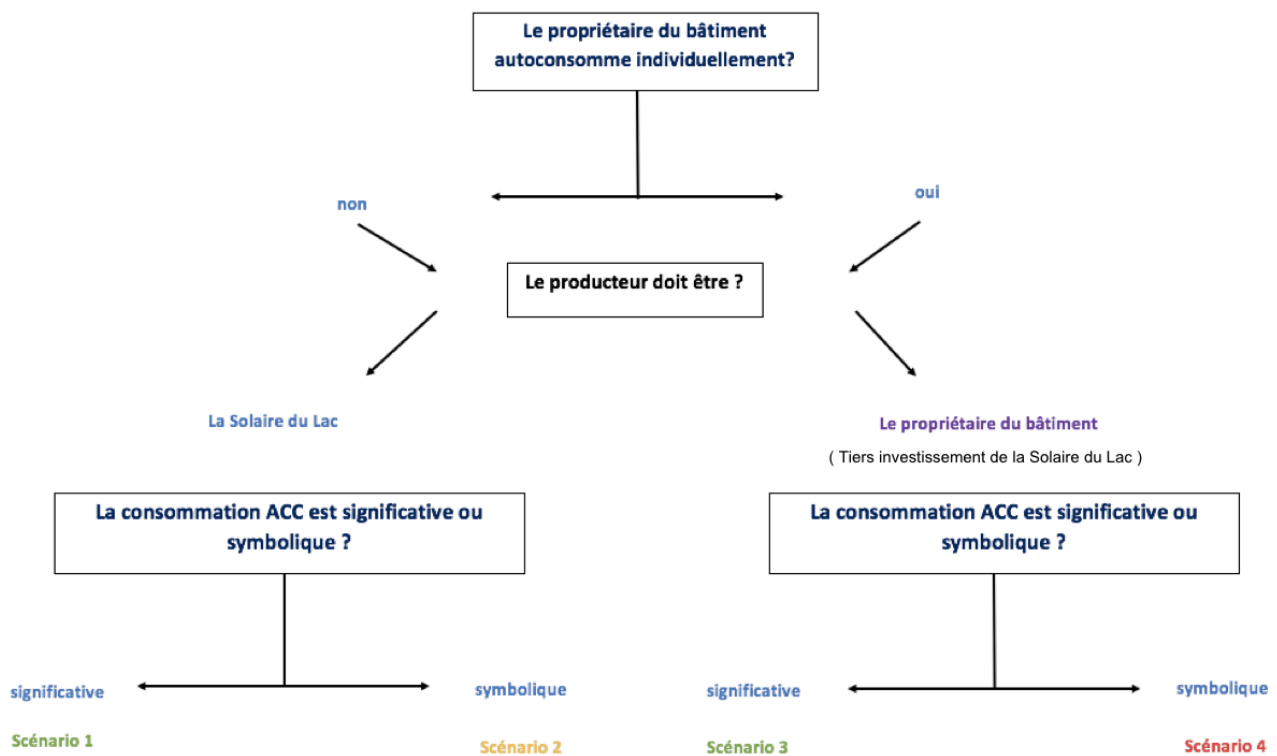 Le propriétaire du bâtiment
autoconsomme individuellement?
non
oui
Le producteur doit être ?
La Solaire du Lac
Le propriétaire du bâtiment
( Tiers investissement de la Solaire du Lac )
La consommation ACC est significative ou
symbolique ?
La consommation ACC est significative ou
symbolique ?
significative
symbolique
significative
symbolique
Scénario 1
Scénario 2
Scénario 3
Scénario 4